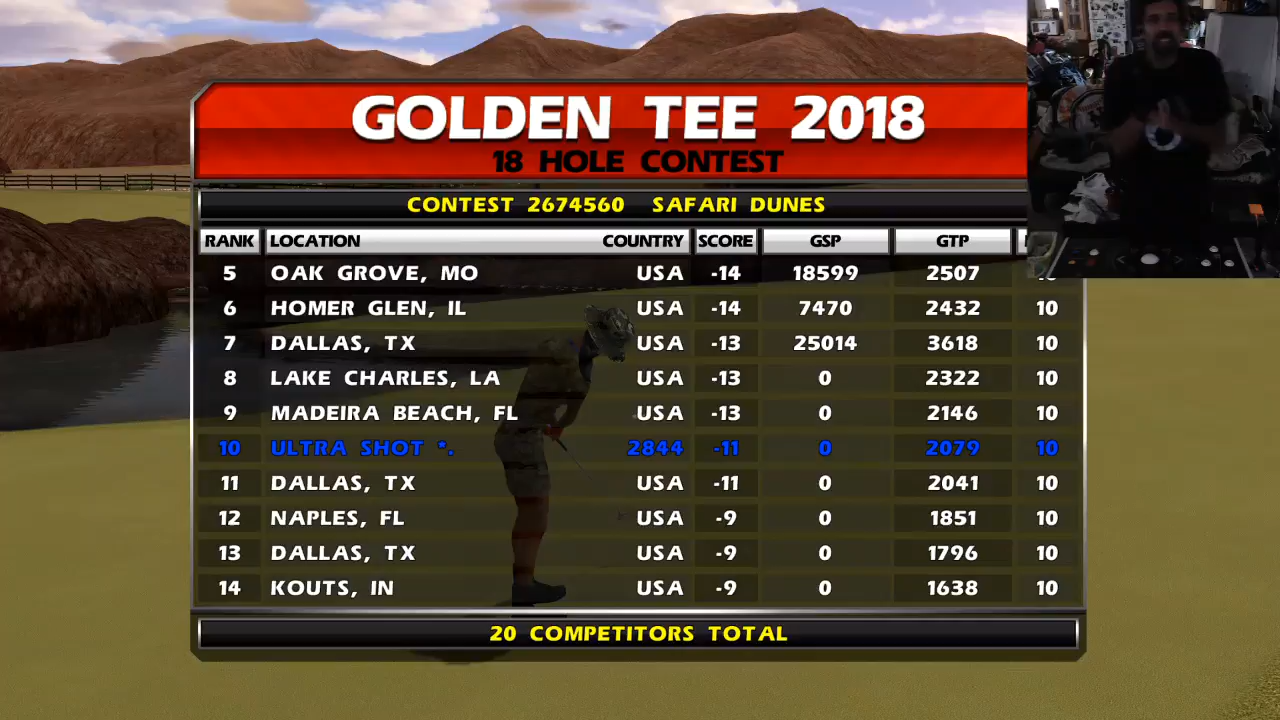 GOLDEN TEE 2018
18 HOLE CONTEST
CONTEST 2674560 SAFARI DUNES
RANK LOCATION COUNTRY SCORE GSP GTP
5 OAK GROVE, MO USA -14 18599 2507
6 HOMER GLEN, IL USA -14 7470 2432 10
7 DALLAS, TX USA -13 25014 3618 10
8 LAKE CHARLES, LA USA -13 0 2322 10
9 MADEIRA BEACH, FL USA -13 0 2146 10
10 ULTRA SHOT *. 2844 -11 0 2079 10
11 DALLAS, TX USA -11 0 2041 10
12 NAPLES, FL USA -9 0 1851 10
13 DALLAS, TX USA -9 0 1796 10
14 KOUTS, IN USA -9 0 1638 10
20 COMPETITORS TOTAL